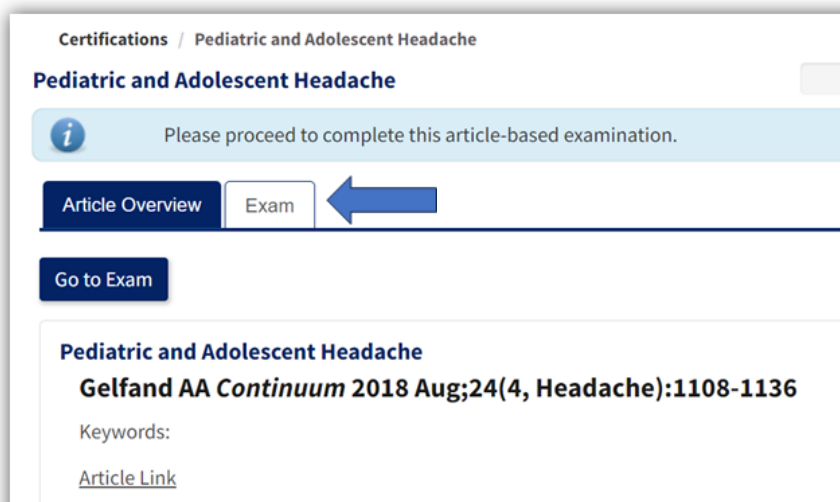 Certifications / Pediatric and Adolescent Headache
Pediatric and Adolescent Headache
i Please proceed to complete this article-based examination.
Article Overview Exam
Go to Exam
Pediatric and Adolescent Headache
Gelfand AA Continuum 2018 Aug;24(4, Headache):1108-1136
Keywords:
Article Link